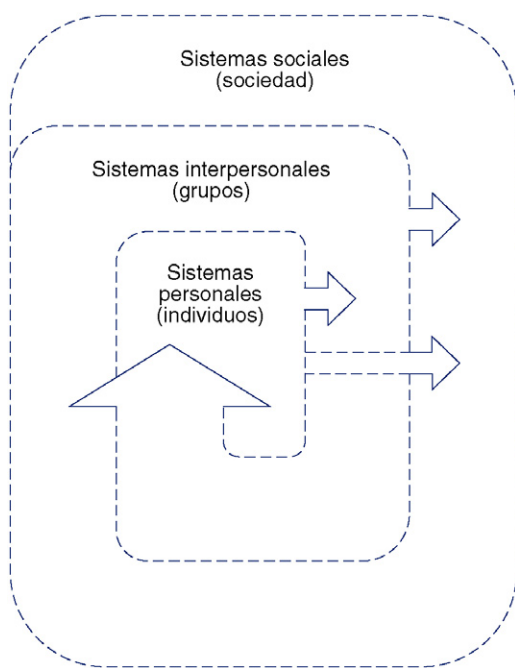 Sistemas sociales
(sociedad)
Sistemas interpersonales
(grupos)
Sistemas
personales
(individuos)